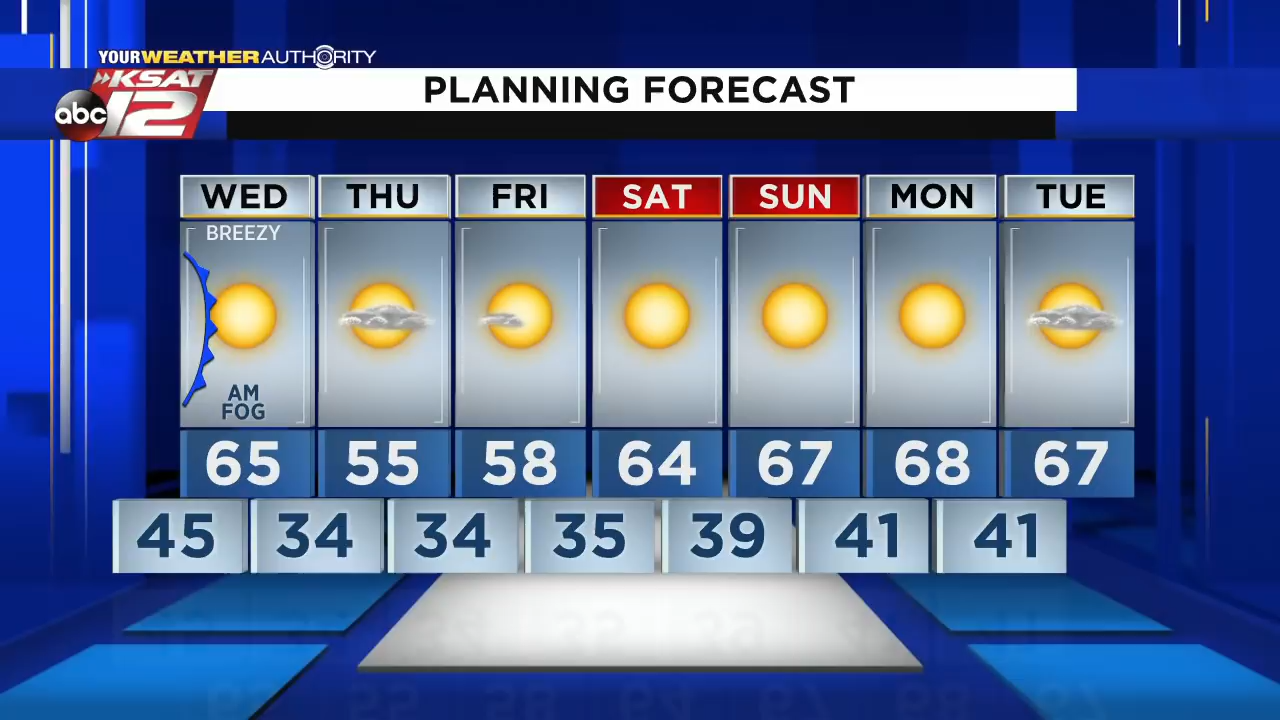 YOURWEATHERAUTHORITY
KSAT
abc 12
PLANNING FORECAST
WED THU FRI SAT SUN MON TUE
BREEZY
AM
FOG
65 55 58 64 67 68 67
45 34 34 35 39 41 41